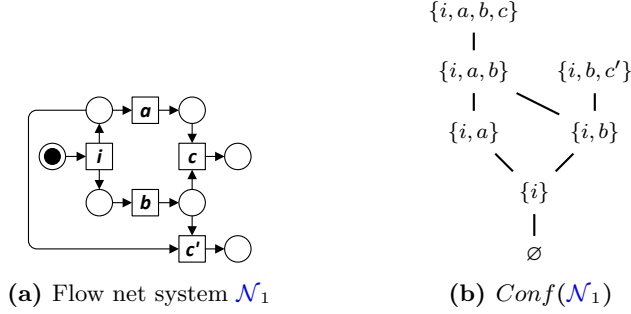 a
i
c
b
c'
(a) Flow net system 𝒩₁
{i, a, b, c}
{i, a, b} {i, b, c'}
{i, a} {i, b}
{i}
∅
(b) Conf(𝒩₁)